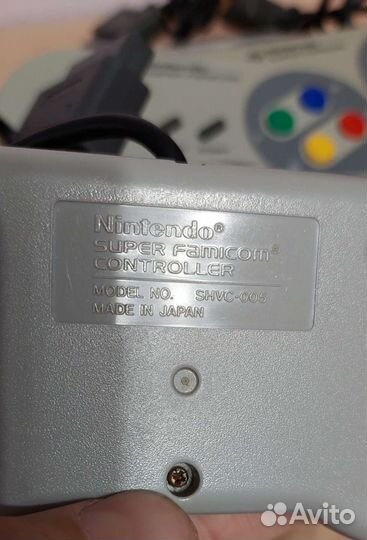 Nintendo®
SUPER FAMICOM®
CONTROLLER
MODEL NO. SHVC-005
MADE IN JAPAN
Avito